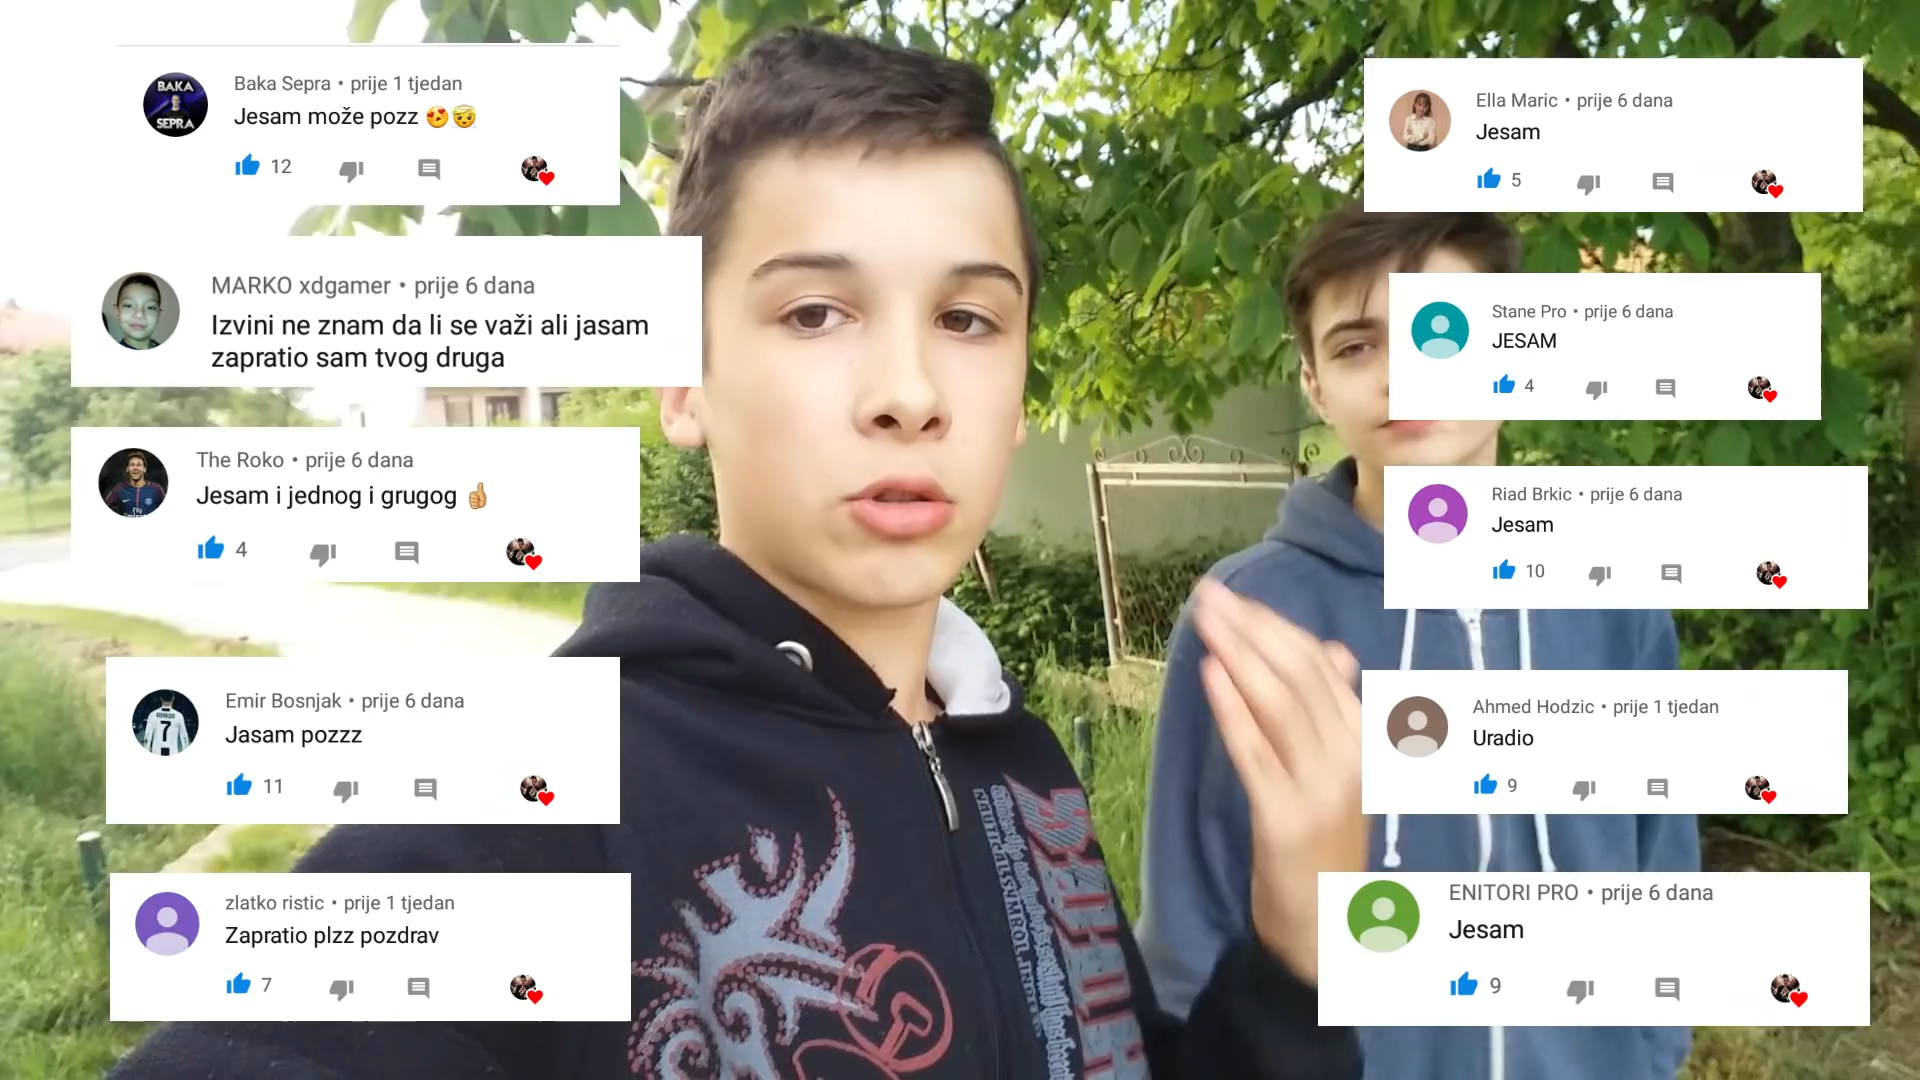 BAKA
SEPRA
Baka Sepra • prije 1 tjedan
Jesam može pozz 😍🤠
12
MARKO xdgamer • prije 6 dana
Izvini ne znam da li se važi ali jasam
zapratio sam tvog druga
The Roko • prije 6 dana
Jesam i jednog i grugog 👍
4
Emir Bosnjak • prije 6 dana
Jasam pozzz
7
11
zlatko ristic • prije 1 tjedan
Zapratio plzz pozdrav
7
Ella Maric • prije 6 dana
Jesam
5
Stane Pro • prije 6 dana
JESAM
4
Riad Brkic • prije 6 dana
Jesam
10
Ahmed Hodzic • prije 1 tjedan
Uradio
9
ENITORI PRO • prije 6 dana
Jesam
9